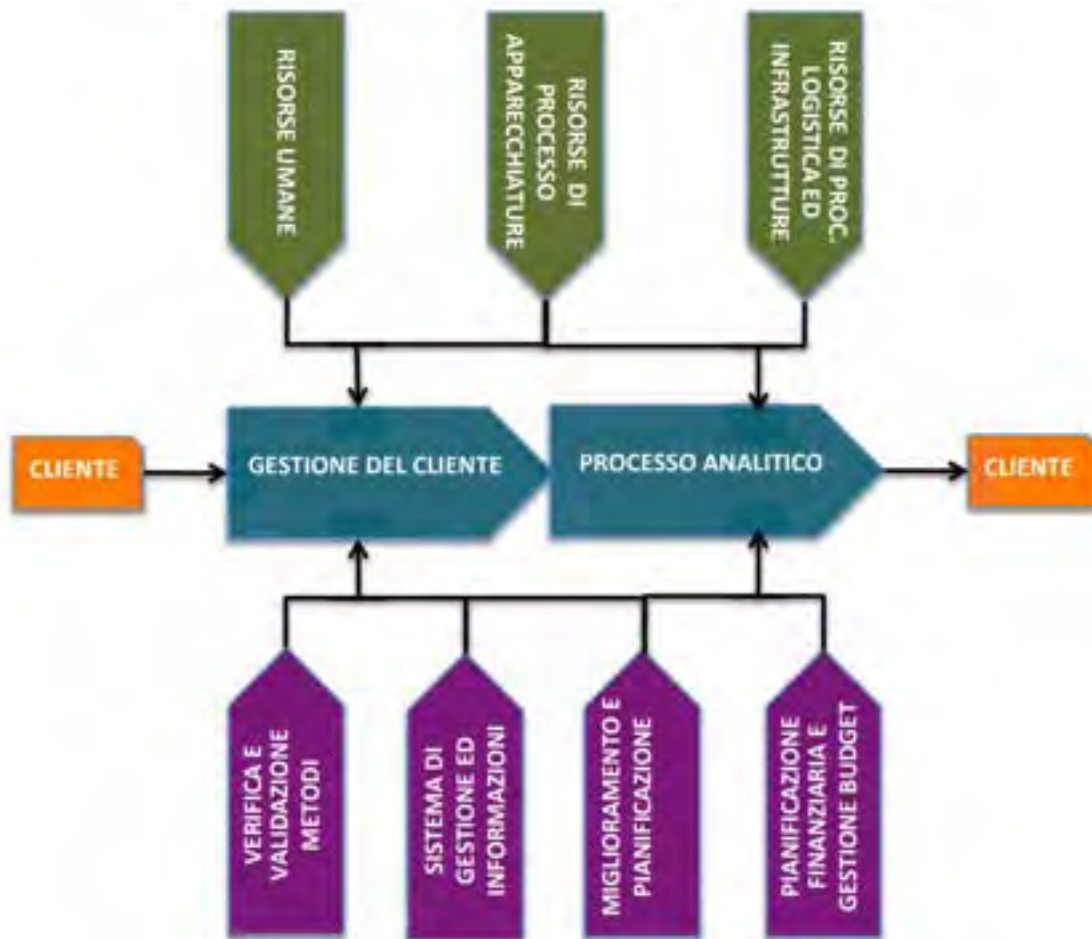 RISORSE UMANE
RISORSE DI
PROCESSO
APPARECCHIATURE
RISORSE DI PROC.
LOGISTICA ED
INFRASTRUTTURE
CLIENTE
GESTIONE DEL CLIENTE
PROCESSO ANALITICO
CLIENTE
VERIFICA E
VALIDAZIONE
METODI
SISTEMA DI
GESTIONE ED
INFORMAZIONI
MIGLIORAMENTO E
PIANIFICAZIONE
PIANIFICAZIONE
FINANZIARIA E
GESTIONE BUDGET